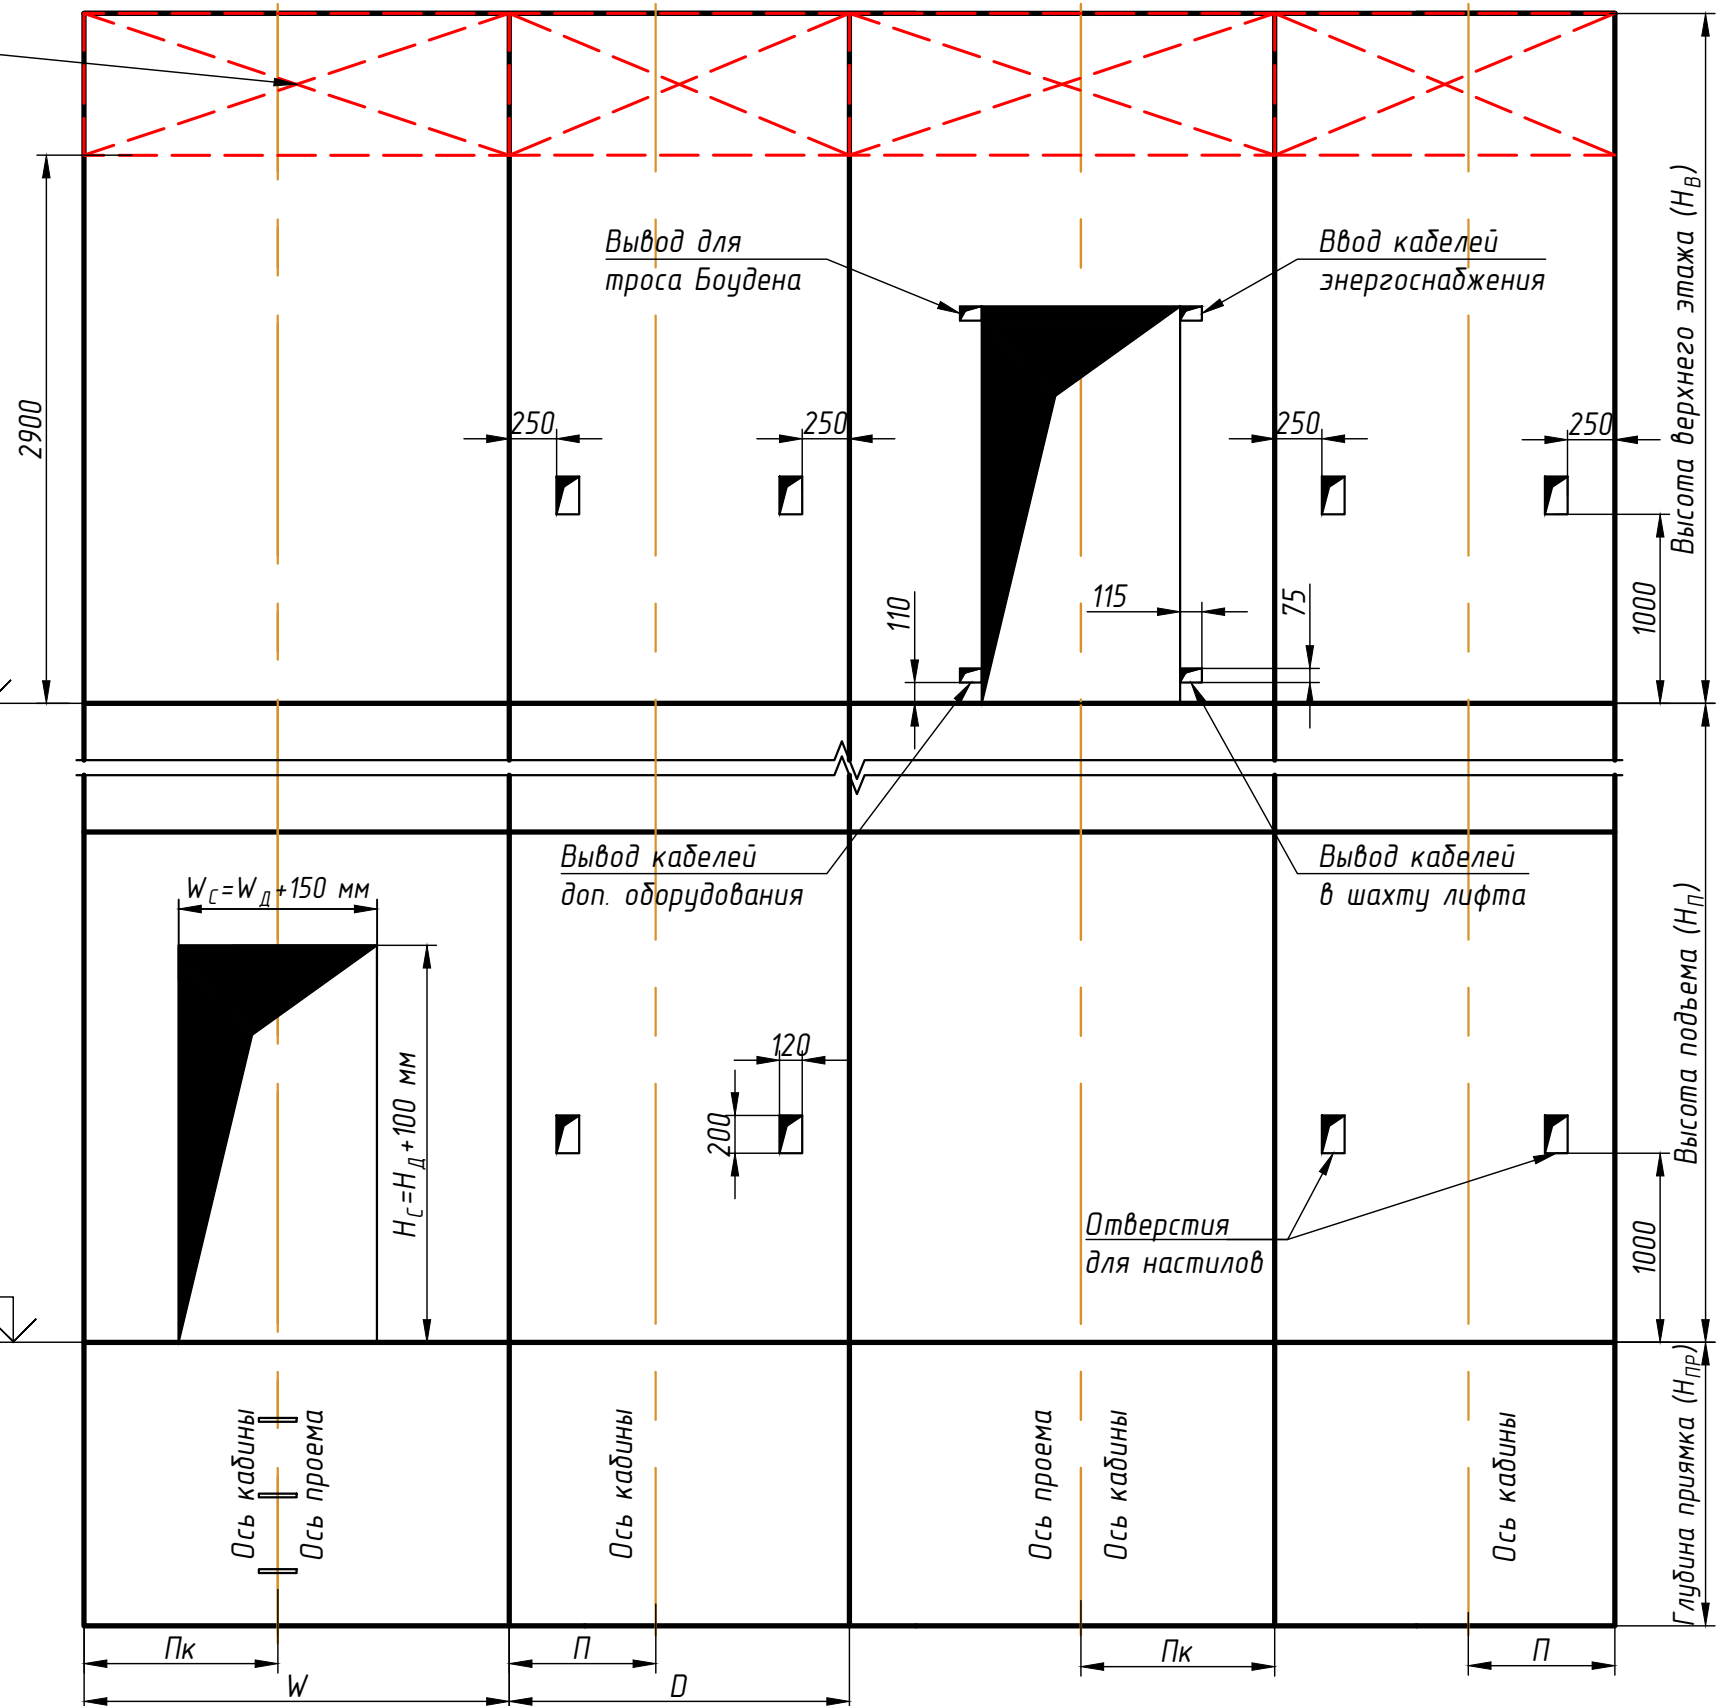 Вывод для
троса Боудена
Ввод кабелей
энергоснабжения
Высота верхнего этажа (HВ)
2900
250
250
250
250
110
115
75
1000
Вывод кабелей
доп. оборудования
Вывод кабелей
в шахту лифта
WС=WД+150 мм
HС=HД+100 мм
120
200
Высота подъема (HП)
Отверстия
для настилов
1000
Ось кабины
Ось проема
Ось кабины
Ось проема
Ось кабины
Ось кабины
Глубина приямка (HПР)
Пк
П
Пк
П
W
D